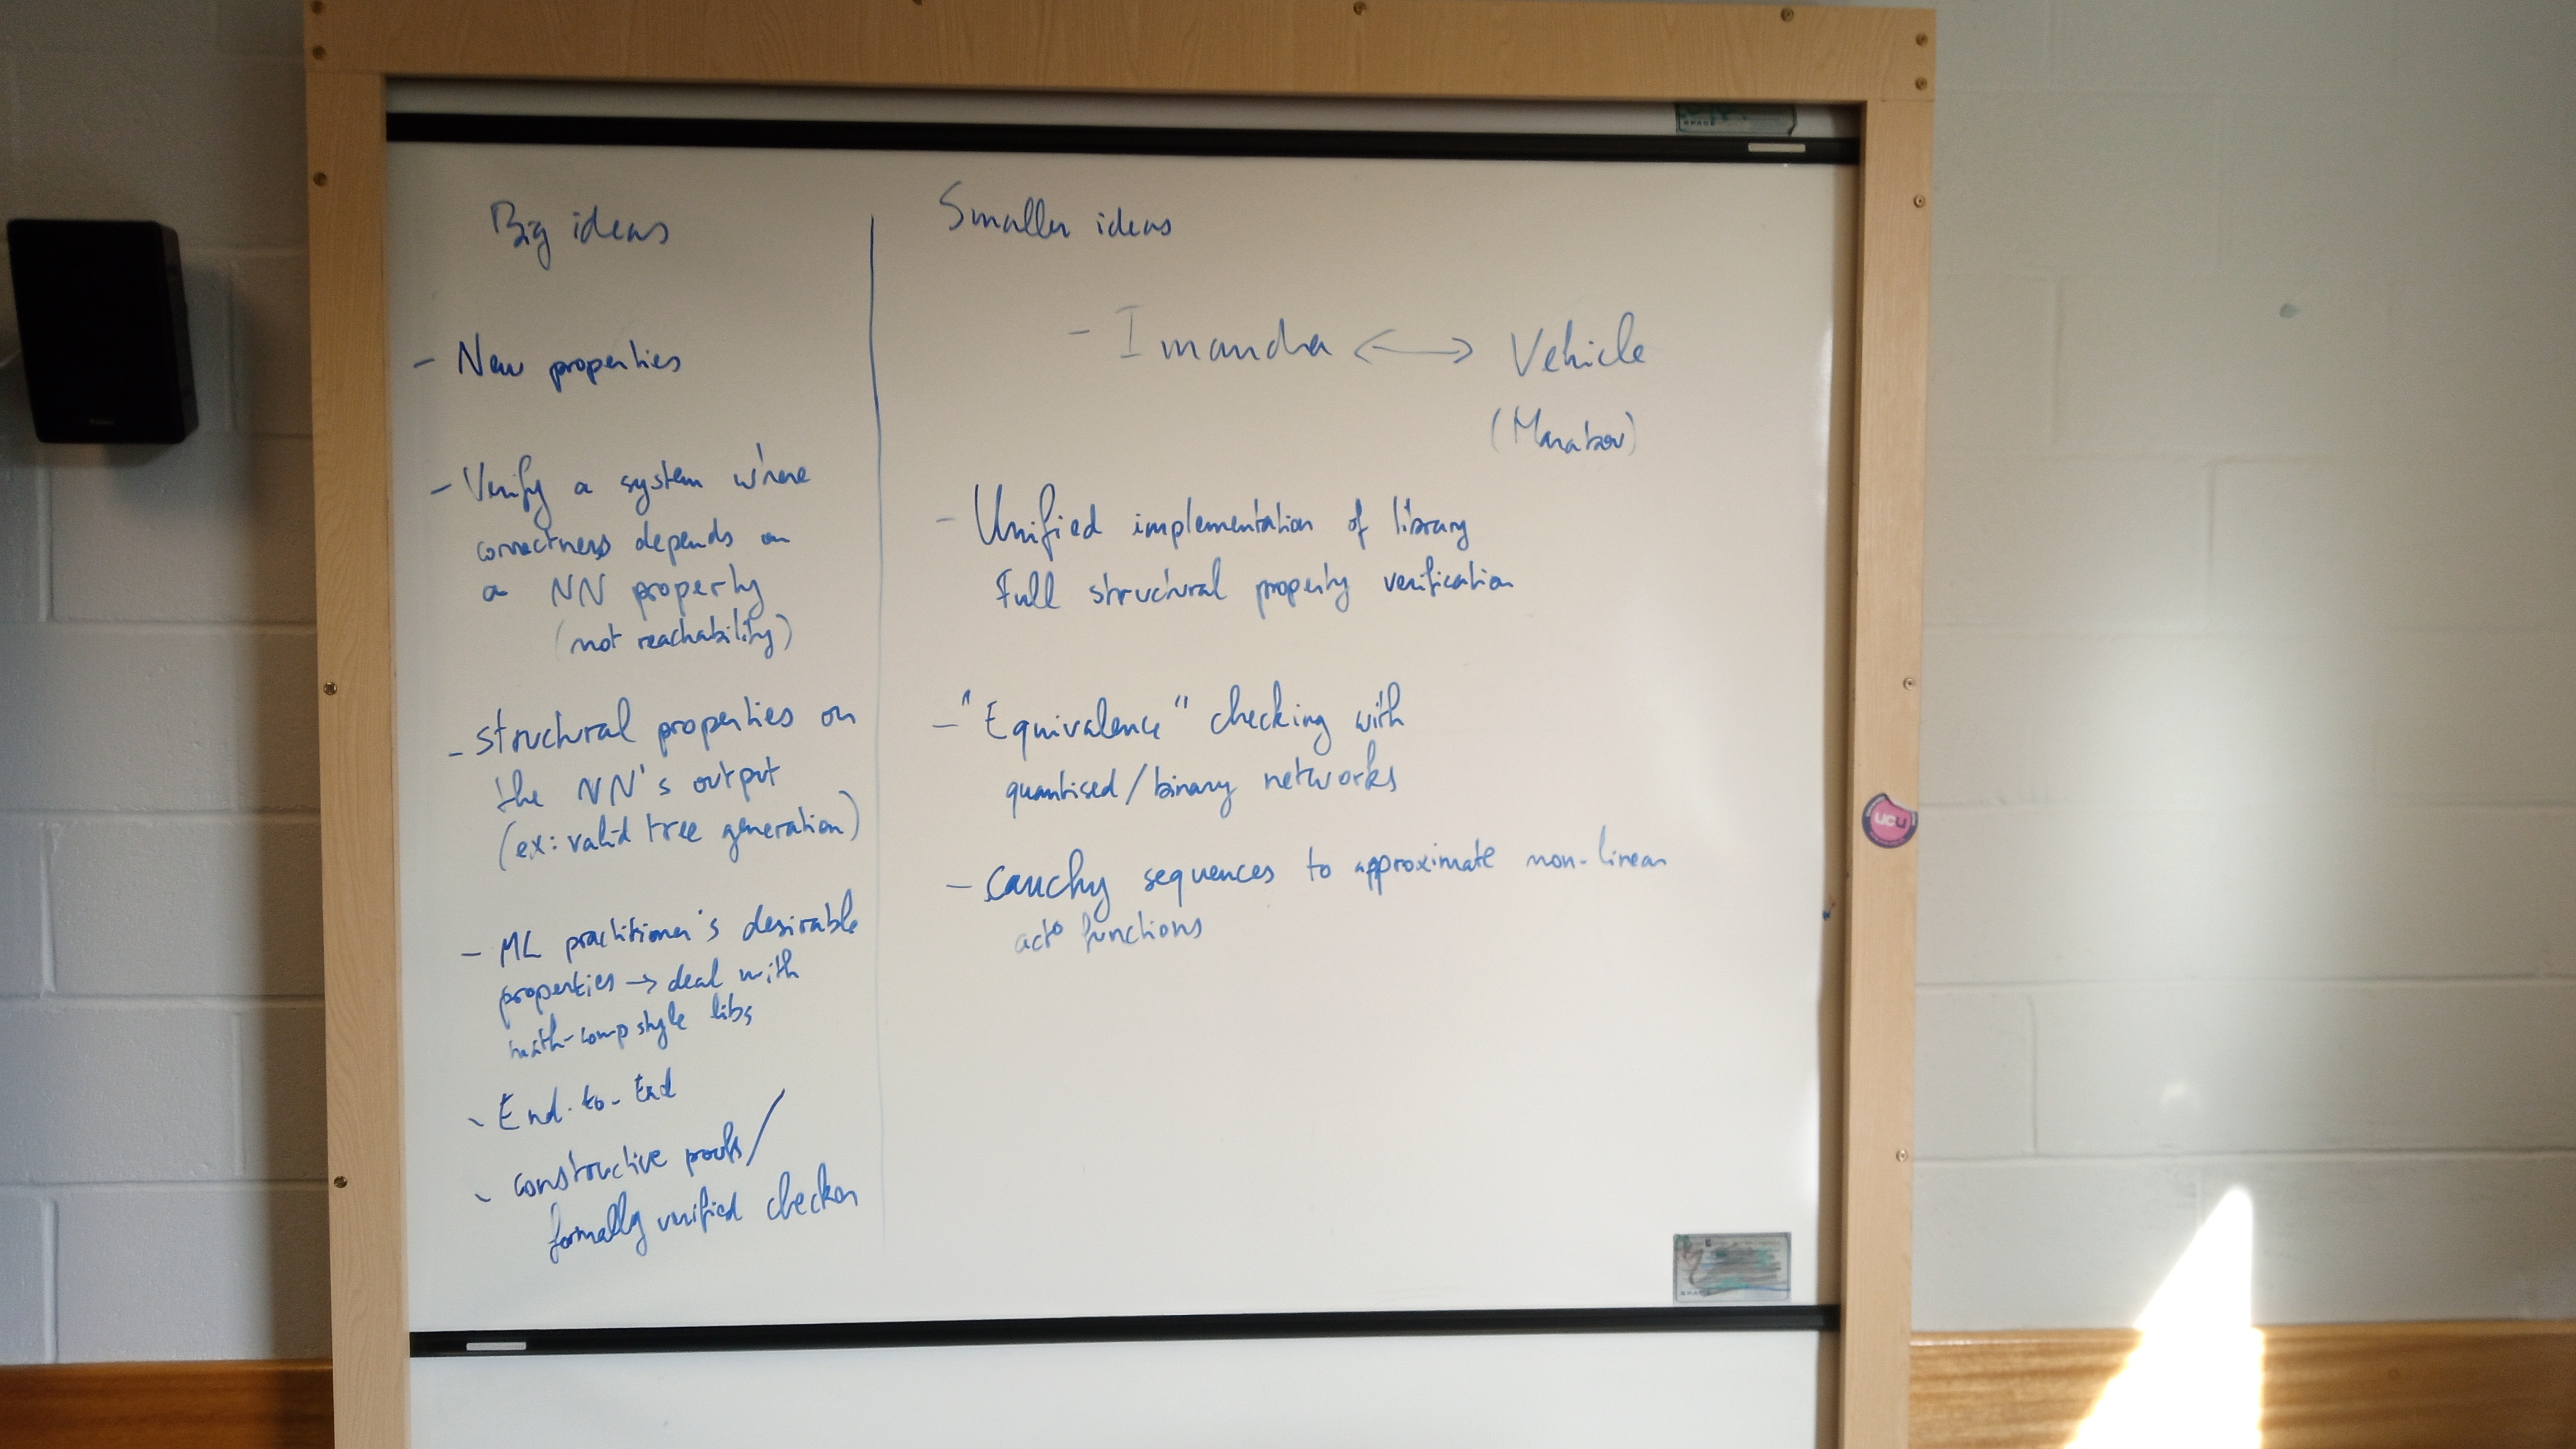 Big ideas
- New properties
- Verify a system where
correctness depends on
a NN property
(not reachability)
- structural properties on
the NN's output
(ex: valid tree generation)
- ML practitioner's desirable
properties → deal with
math-comp style libs
- End-to-End
- constructive proofs/
formally verified checker
Smaller ideas
- Imandra <-> Vehicle
(Marabou)
- Unified implementation of library
Full structural property verification
- "Equivalence" checking with
quantised/binary networks
- Cauchy sequences to approximate non-linear
act° functions
UCU
SPACE